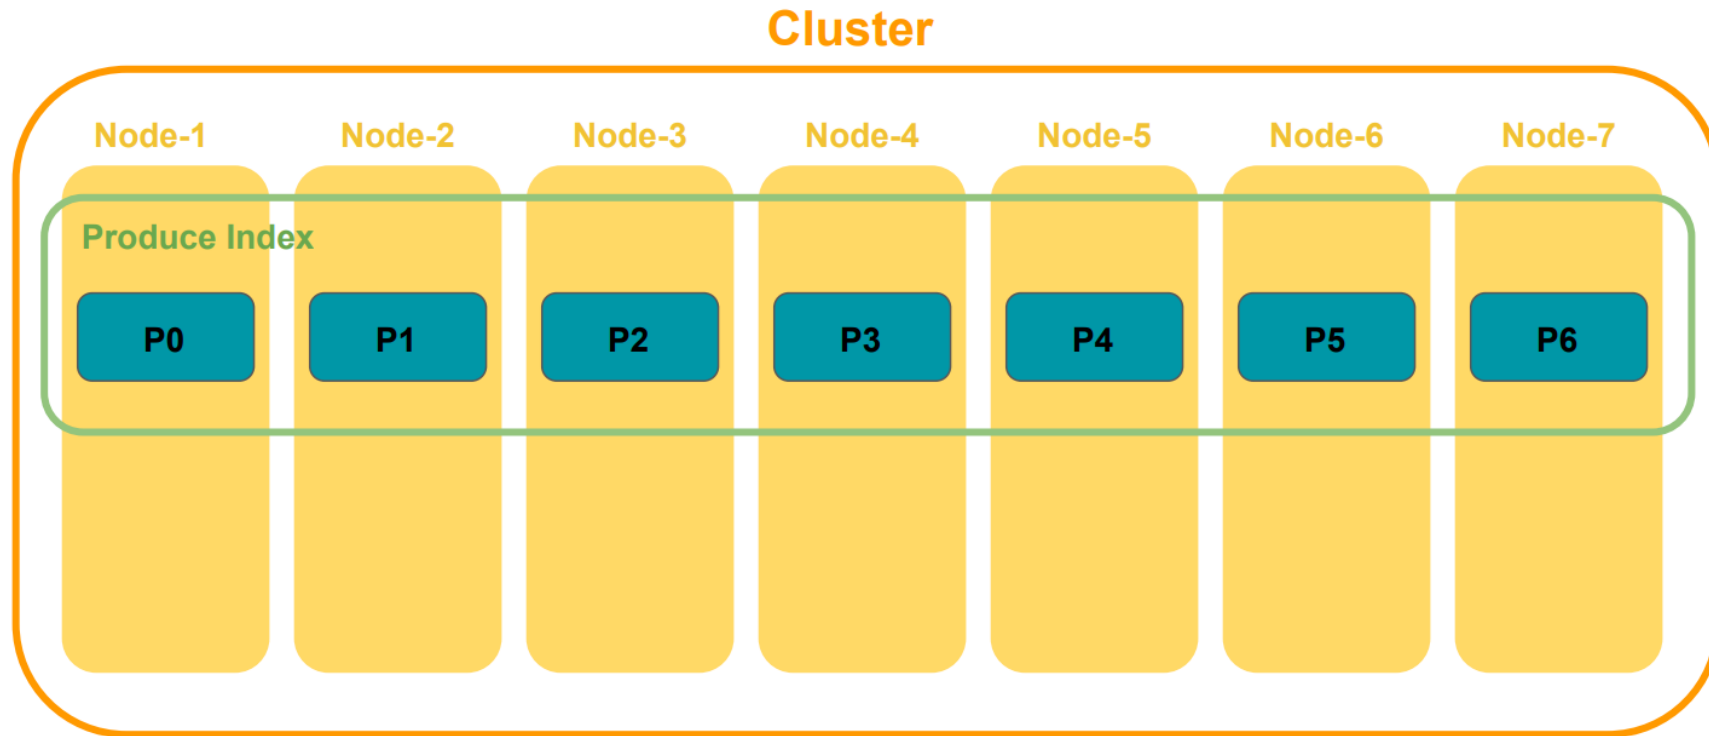 Cluster
Node-1 Node-2 Node-3 Node-4 Node-5 Node-6 Node-7
Produce Index
P0 P1 P2 P3 P4 P5 P6